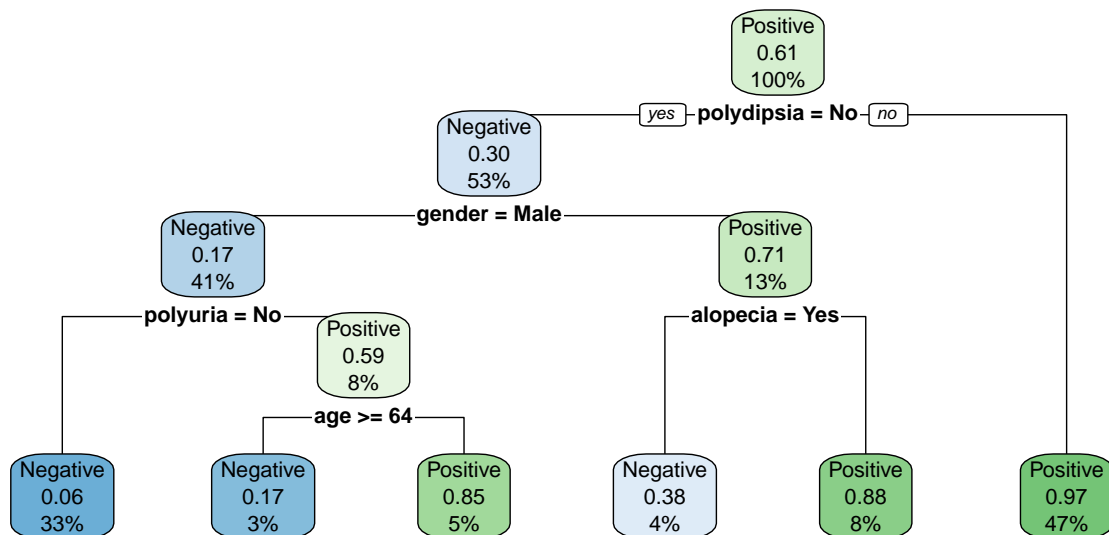 Positive
0.61
100%
yes polydipsia = No no
Negative
0.30
53%
gender = Male
Negative
0.17
41%
Positive
0.71
13%
polyuria = No
alopecia = Yes
Positive
0.59
8%
age >= 64
Negative
0.06
33%
Negative
0.17
3%
Positive
0.85
5%
Negative
0.38
4%
Positive
0.88
8%
Positive
0.97
47%